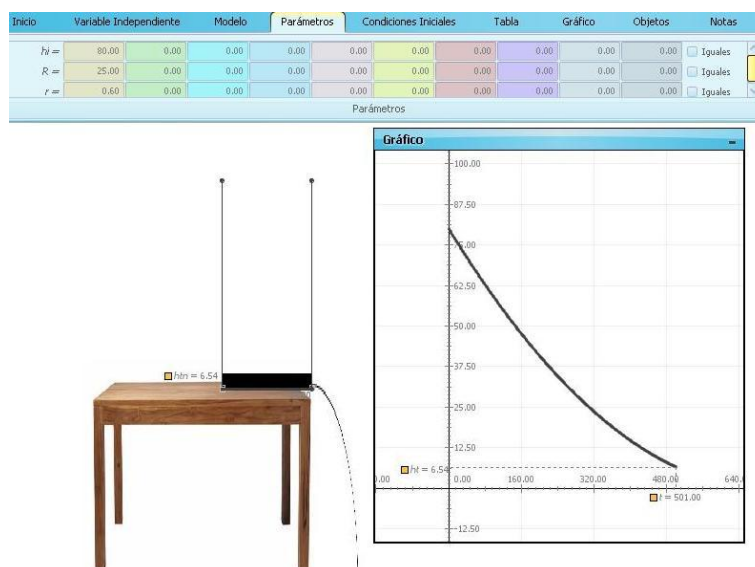 Inicio Variable Independiente Modelo Parámetros Condiciones Iniciales Tabla Gráfico Objetos Notas
hi = 80.00 0.00 0.00 0.00 0.00 0.00 0.00 0.00 0.00 0.00 Iguales
R = 25.00 0.00 0.00 0.00 0.00 0.00 0.00 0.00 0.00 0.00 Iguales
r = 0.60 0.00 0.00 0.00 0.00 0.00 0.00 0.00 0.00 0.00 Iguales
Parámetros
Gráfico
100.00
87.50
75.00
62.50
50.00
37.50
25.00
12.50
htn = 6.54
ht = 6.54
0.00 0.00 160.00 320.00 480.00 640.
t = 501.00
-12.50